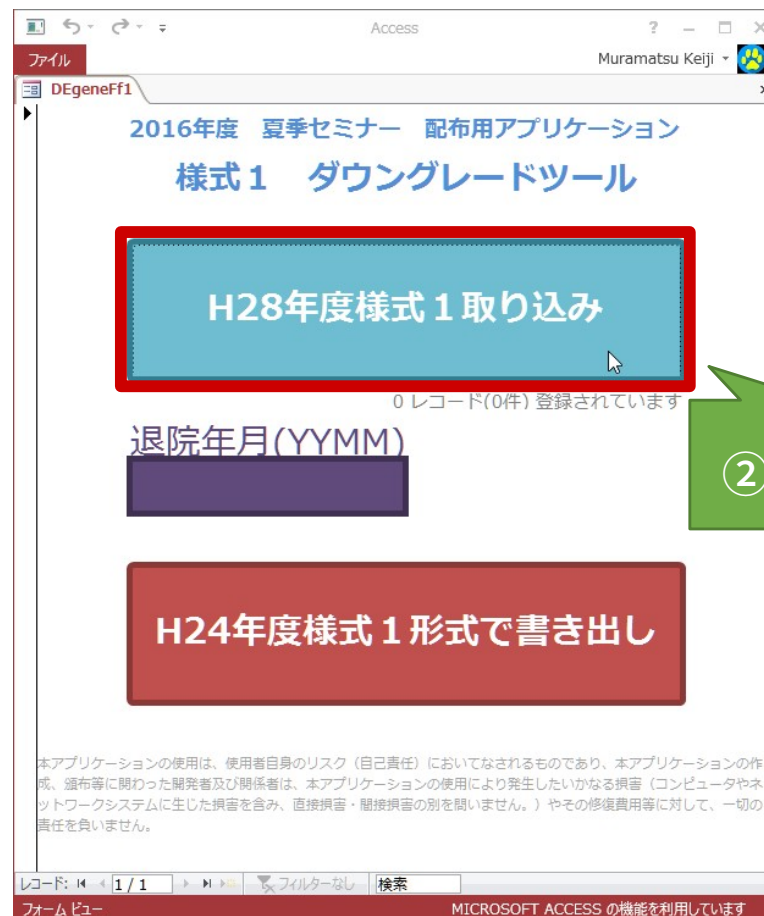 Access
ファイル
Muramatsu Keiji
DEgeneFf1
2016年度 夏季セミナー 配布用アプリケーション
様式１ ダウングレードツール
H28年度様式１取り込み
0 レコード(0件) 登録されています
退院年月(YYMM)
②
H24年度様式１形式で書き出し
本アプリケーションの使用は、使用者自身のリスク（自己責任）においてなされるものであり、本アプリケーションの作
成、頒布等に関わった開発者及び関係者は、本アプリケーションの使用により発生したいかなる損害（コンピュータやネ
ットワークシステムに生じた損害を含み、直接損害・間接損害の別を問いません。）やその修復費用等に対して、一切の
責任を負いません。
レコード: 1 / 1 フィルターなし 検索
フォーム ビュー MICROSOFT ACCESS の機能を利用しています